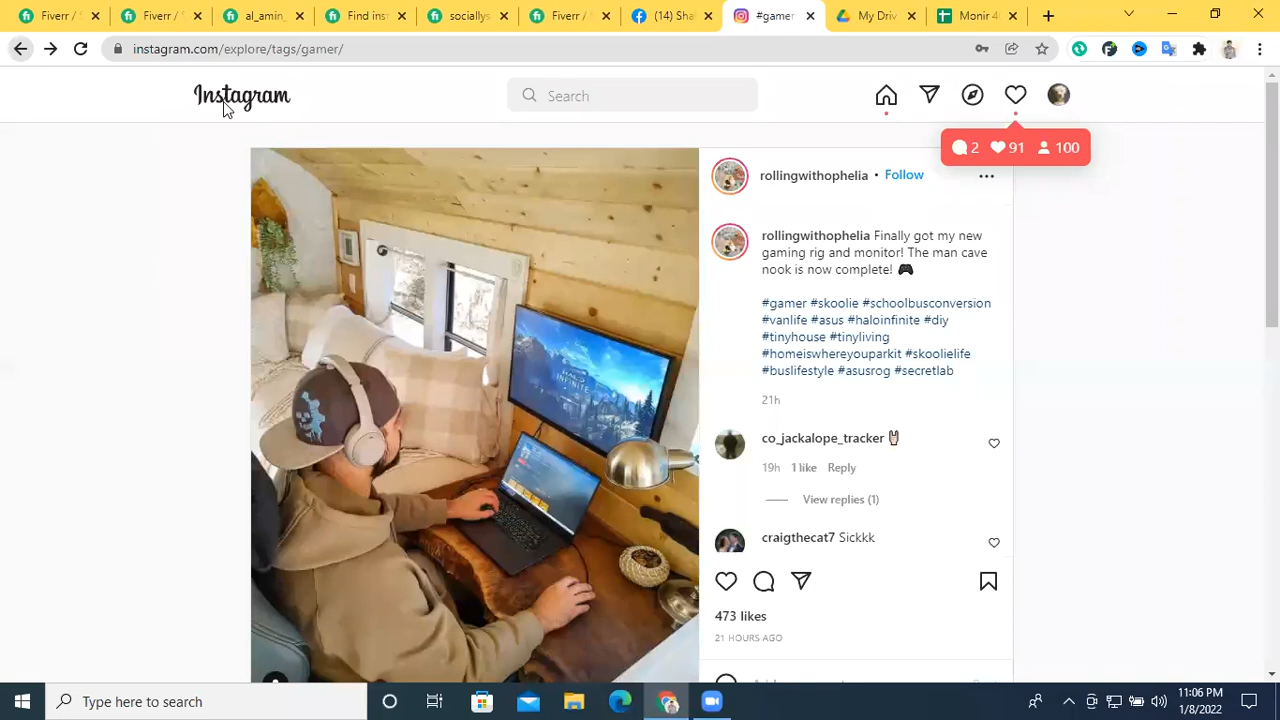 Fiverr / S
Fiverr / S
al_amin_
Find inst
sociallys
Fiverr / M
(14) Sha
#gamer
My Driv
Monir 4
instagram.com/explore/tags/gamer/
Instagram
Search
2 91 100
rollingwithophelia • Follow
rollingwithophelia Finally got my new
gaming rig and monitor! The man cave
nook is now complete! 🎮
#gamer #skoolie #schoolbusconversion
#vanlife #asus #haloinfinite #diy
#tinyhouse #tinyliving
#homeiswhereyouparkit #skoolielife
#buslifestyle #asusrog #secretlab
21h
co_jackalope_tracker 🤘🏻
19h 1 like Reply
View replies (1)
craigthecat7 Sickkk
473 likes
21 HOURS AGO
HALO
INFINITE
Type here to search
11:06 PM
1/8/2022